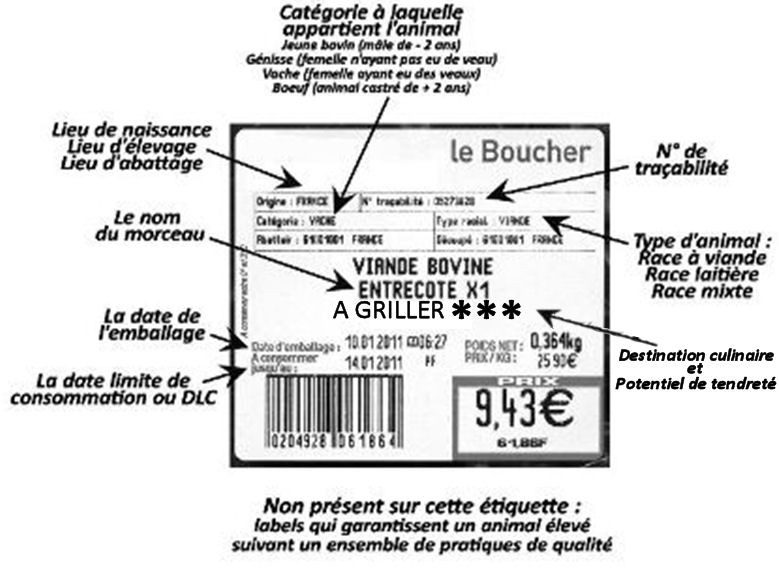 Catégorie à laquelle
appartient l'animal
Jeune bovin (mâle de - 2 ans)
Génisse (femelle n'ayant pas eu de veau)
Vache (femelle ayant eu des veaux)
Boeuf (animal castré de + 2 ans)
Lieu de naissance
Lieu d'élevage
Lieu d'abattage
le Boucher
N° de
traçabilité
Origine : FRANCE N° traçabilité : 05273628
Catégorie : VACHE Type racial : VIANDE
Abattoir : 61001001 FRANCE Découpé : 61001001 FRANCE
Le nom
du morceau
Type d'animal :
Race à viande
Race laitière
Race mixte
VIANDE BOVINE
ENTRECOTE X1
A GRILLER ***
A conserver entre
La date de
l'emballage
Date d'emballage : 10.01.2011 06:27
A consommer
jusqu'au : 14.01.2011 PF
POIDS NET : 0,364kg
PRIX/KG : 25.90€
Destination culinaire
et
Potentiel de tendreté
La date limite de
consommation ou DLC
PRIX
9,43€
61,86F
0204928 061864
Non présent sur cette étiquette :
labels qui garantissent un animal élevé
suivant un ensemble de pratiques de qualité